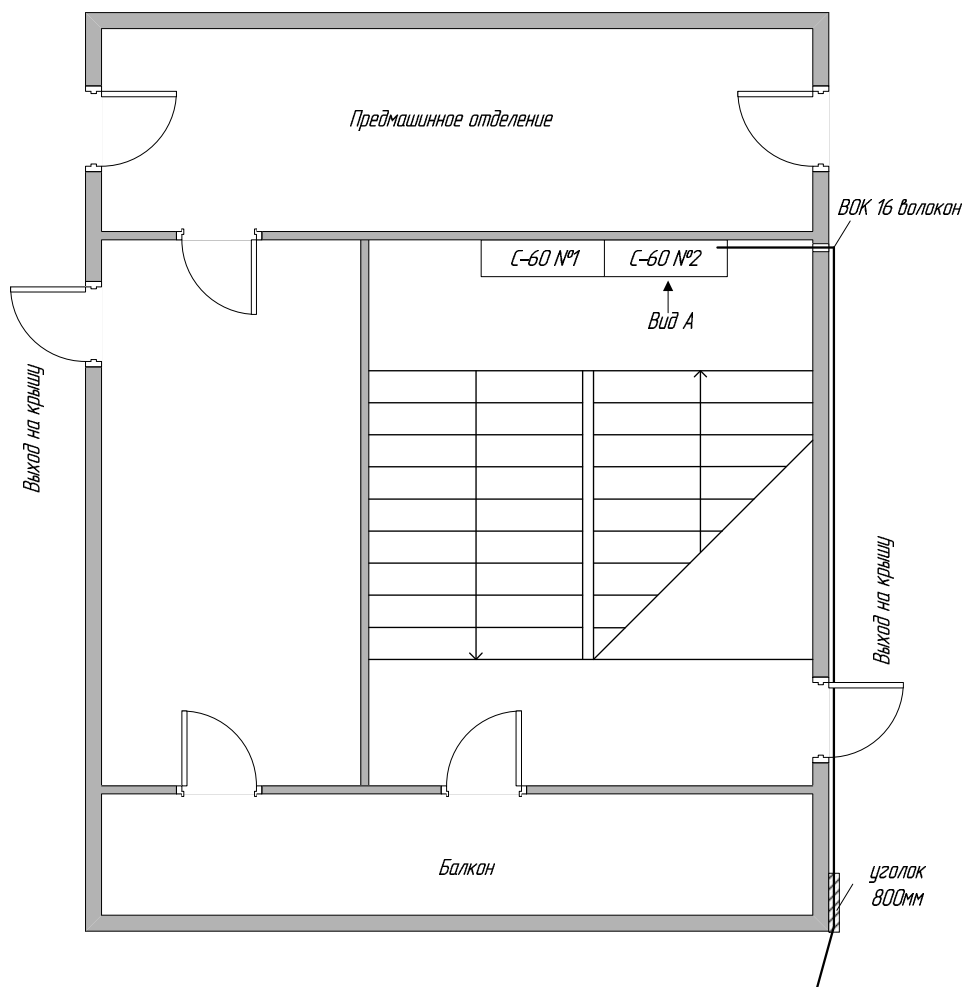 Предмашинное отделение
ВОК 16 волокон
С-60 №1
С-60 №2
Вид А
Выход на крышу
Выход на крышу
Балкон
уголок
800мм